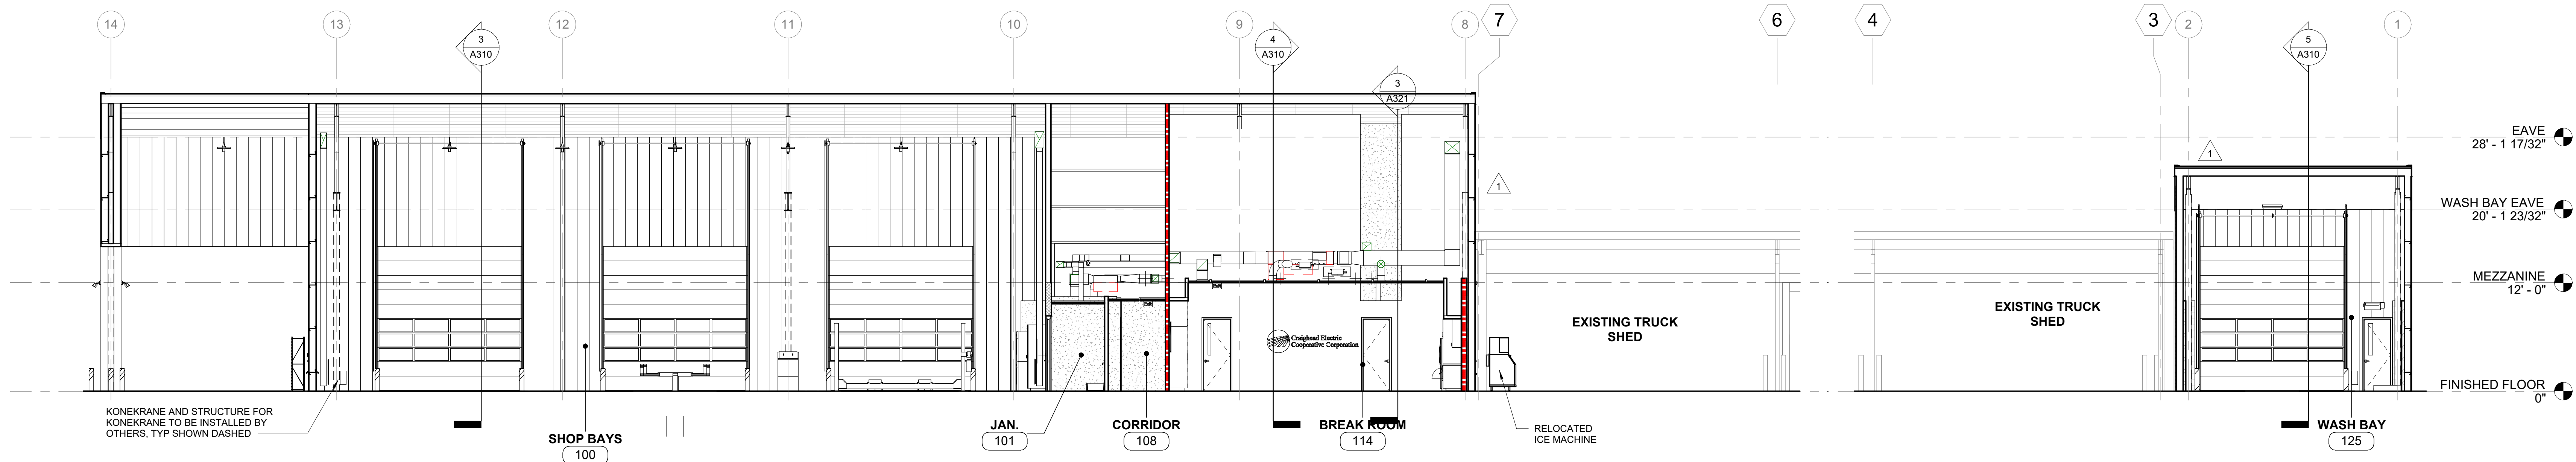 14
13
12
11
10
9
8
7
6
4
3
2
1
3
A310
4
A310
3
A321
5
A310
1
1
EAVE
28' - 1 17/32"
WASH BAY EAVE
20' - 1 23/32"
MEZZANINE
12' - 0"
FINISHED FLOOR
0"
EXISTING TRUCK
SHED
EXISTING TRUCK
SHED
Craighead Electric
Cooperative Corporation
KONEKRANE AND STRUCTURE FOR
KONEKRANE TO BE INSTALLED BY
OTHERS, TYP SHOWN DASHED
SHOP BAYS
100
JAN.
101
CORRIDOR
108
BREAK ROOM
114
RELOCATED
ICE MACHINE
WASH BAY
125